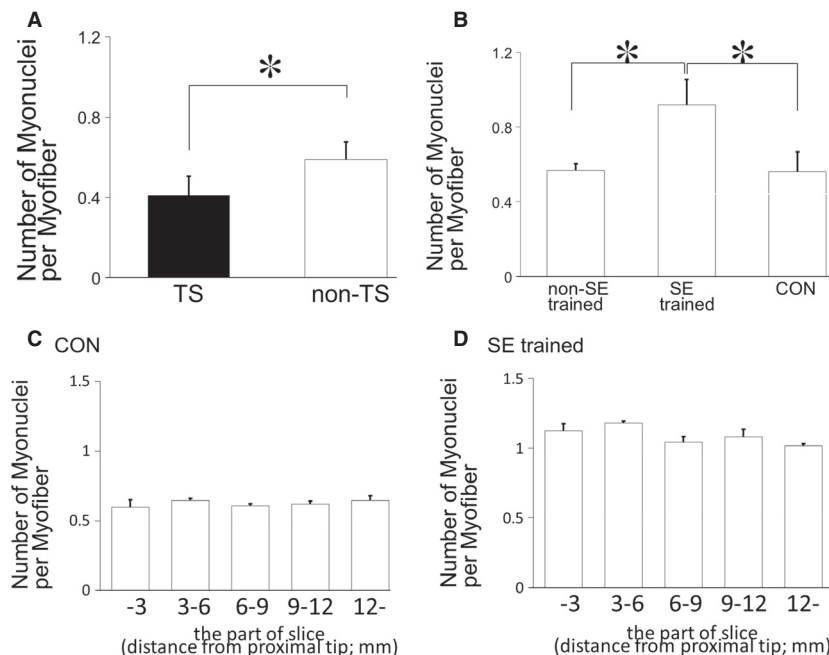 A
Number of Myonuclei
per Myofiber
1.2
0.8
0.4
0
*
TS
non-TS
B
Number of Myonuclei
per Myofiber
1.2
0.8
0.4
0
*
*
non-SE
trained
SE
trained
CON
C CON
Number of Myonuclei
per Myofiber
1.5
1
0.5
0
-3 3-6 6-9 9-12 12-
the part of slice
(distance from proximal tip; mm)
D SE trained
Number of Myonuclei
per Myofiber
1.5
1
0.5
0
-3 3-6 6-9 9-12 12-
the part of slice
(distance from proximal tip; mm)